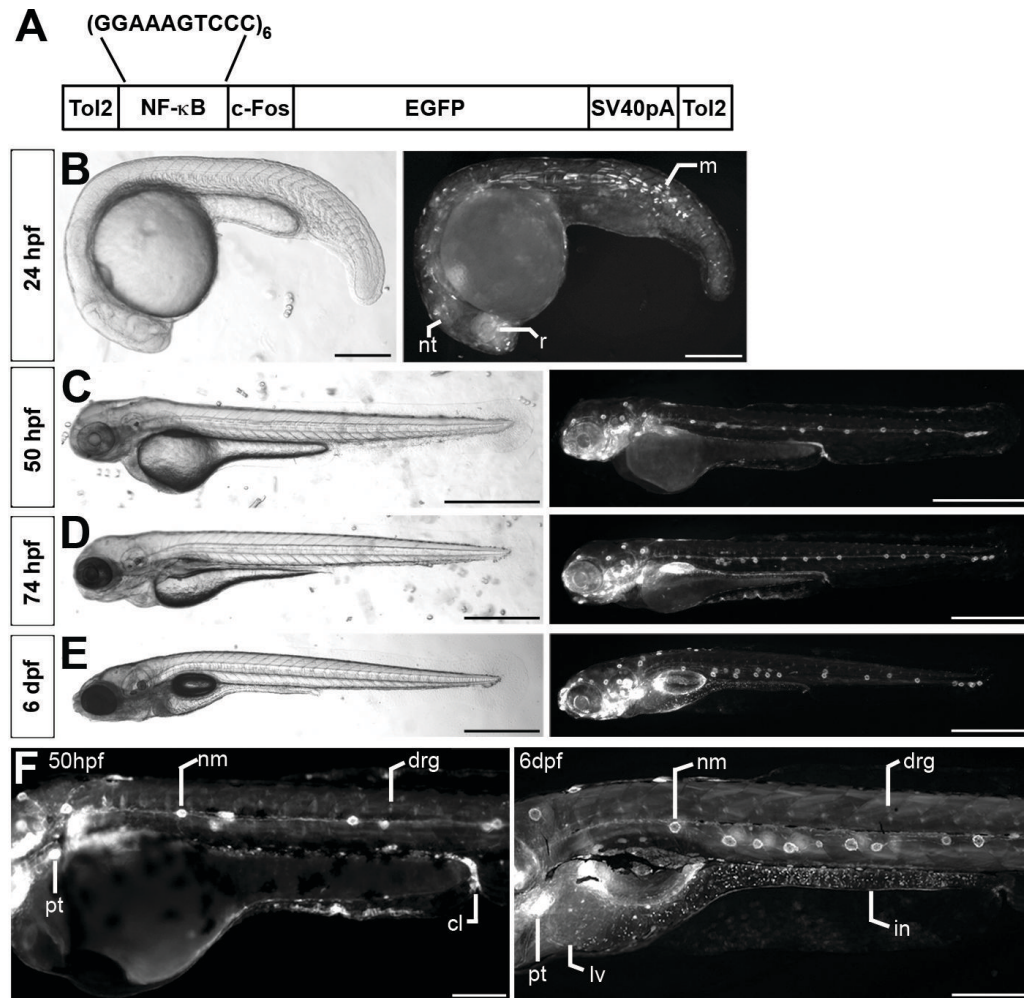 A
(GGAAAGTCCC)6
Tol2 NF-κB c-Fos EGFP SV40pA Tol2
24 hpf
B
m
nt
r
50 hpf
C
74 hpf
D
6 dpf
E
F 50hpf
nm
drg
pt
cl
6dpf
nm
drg
pt
lv
in